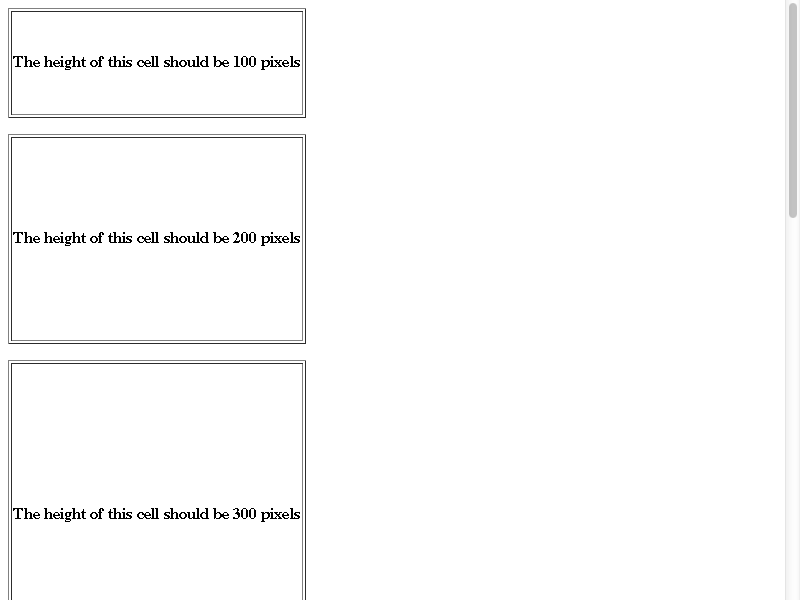 The height of this cell should be 100 pixels
The height of this cell should be 200 pixels
The height of this cell should be 300 pixels